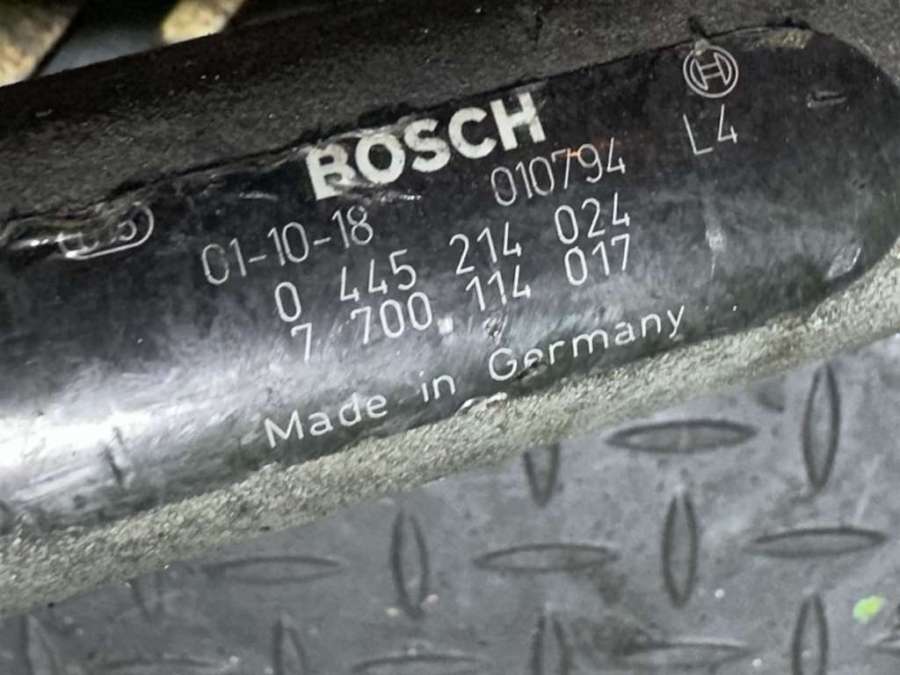 BOSCH
010794 L4
01-10-18
0 445 214 024
7 700 114 017
Made in Germany